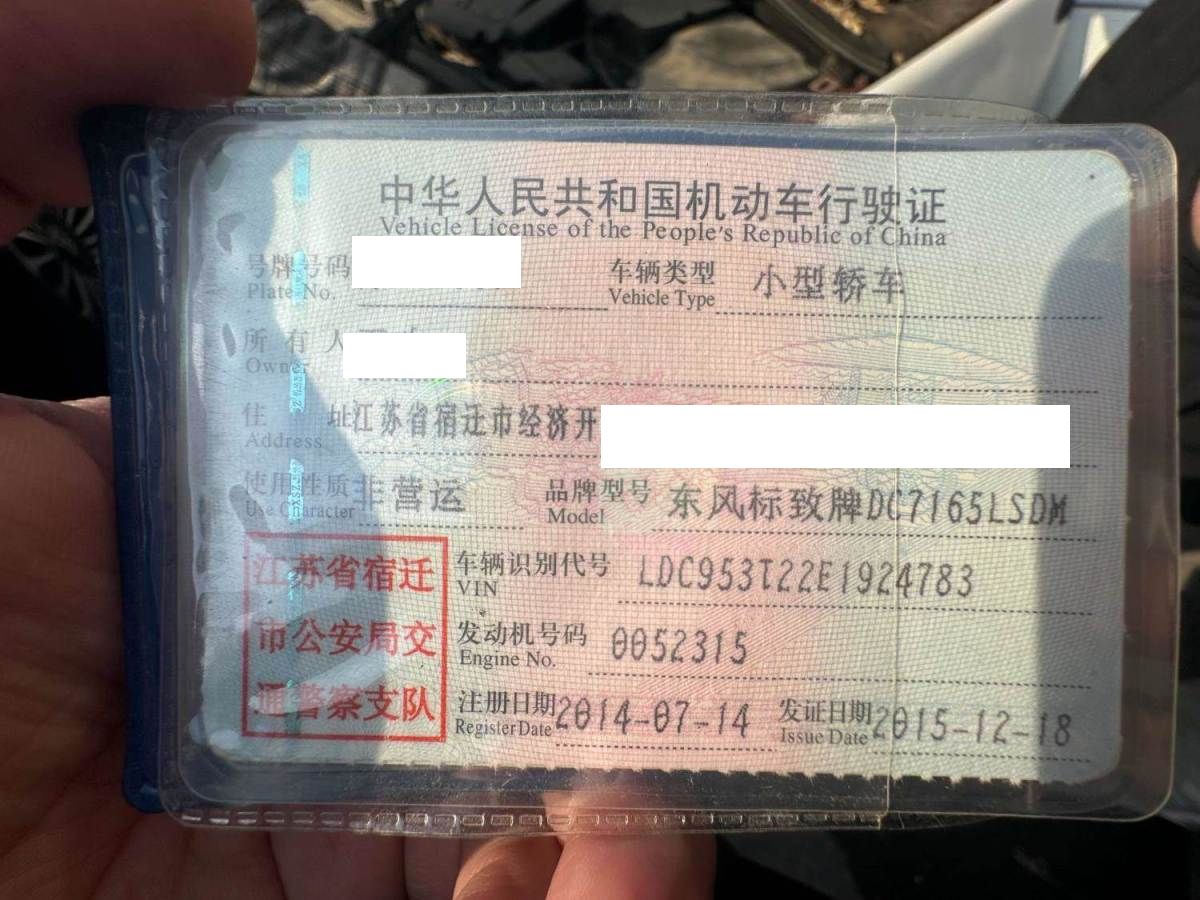 中华人民共和国机动车行驶证
Vehicle License of the People's Republic of China
号牌号码 车辆类型 小型轿车
Plate No. Vehicle Type
所有人
Owner
住址 江苏省宿迁市经济开
Address
使用性质 非营运 品牌型号 东风标致牌DC7165LSDM
Use Character Model
江苏省宿迁 车辆识别代号 LDC953T22E1924783
VIN
市公安局交 发动机号码 0052315
Engine No.
通警察支队 注册日期 2014-07-14 发证日期 2015-12-18
Register Date Issue Date